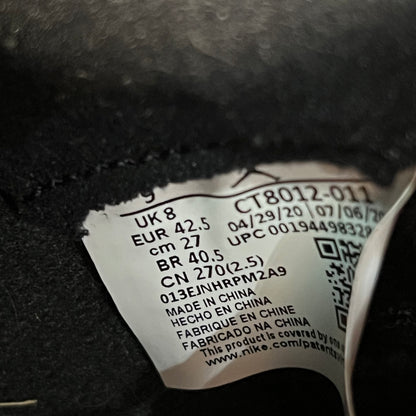 9
UK 8
EUR 42.5
cm 27
BR 40.5
CN 270(2.5)
013EJNHRPM2A9
MADE IN CHINA
HECHO EN CHINA
FABRIQUE EN CHINE
FABRICADO NA CHINA
This product is covered by
www.nike.com/patents
CT8012-011
04/29/20 07/06/20
UPC 00194498328